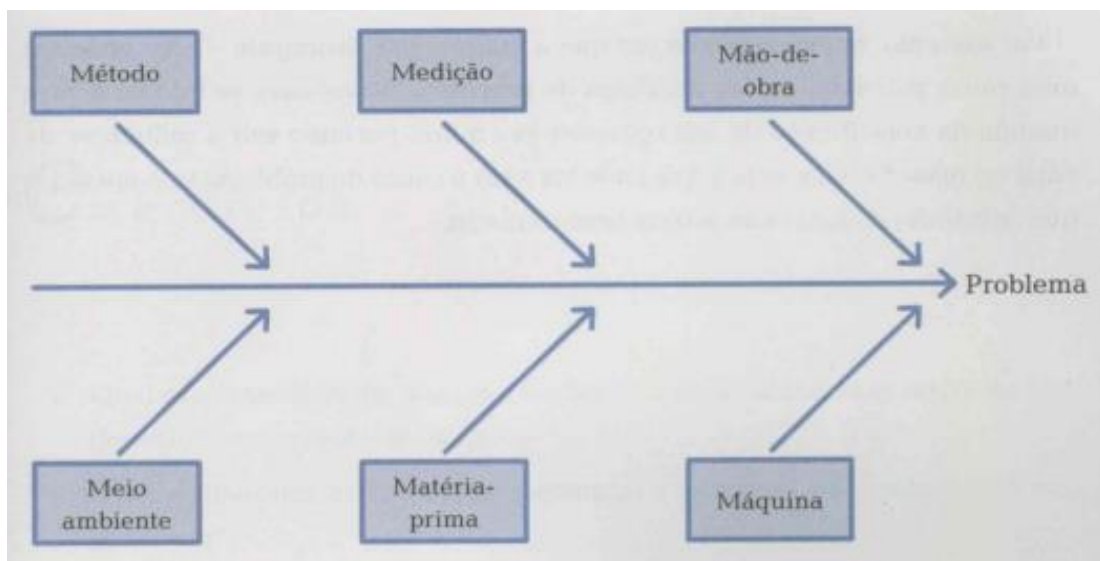 Método
Medição
Mão-de-
obra
Problema
Meio
ambiente
Matéria-
prima
Máquina